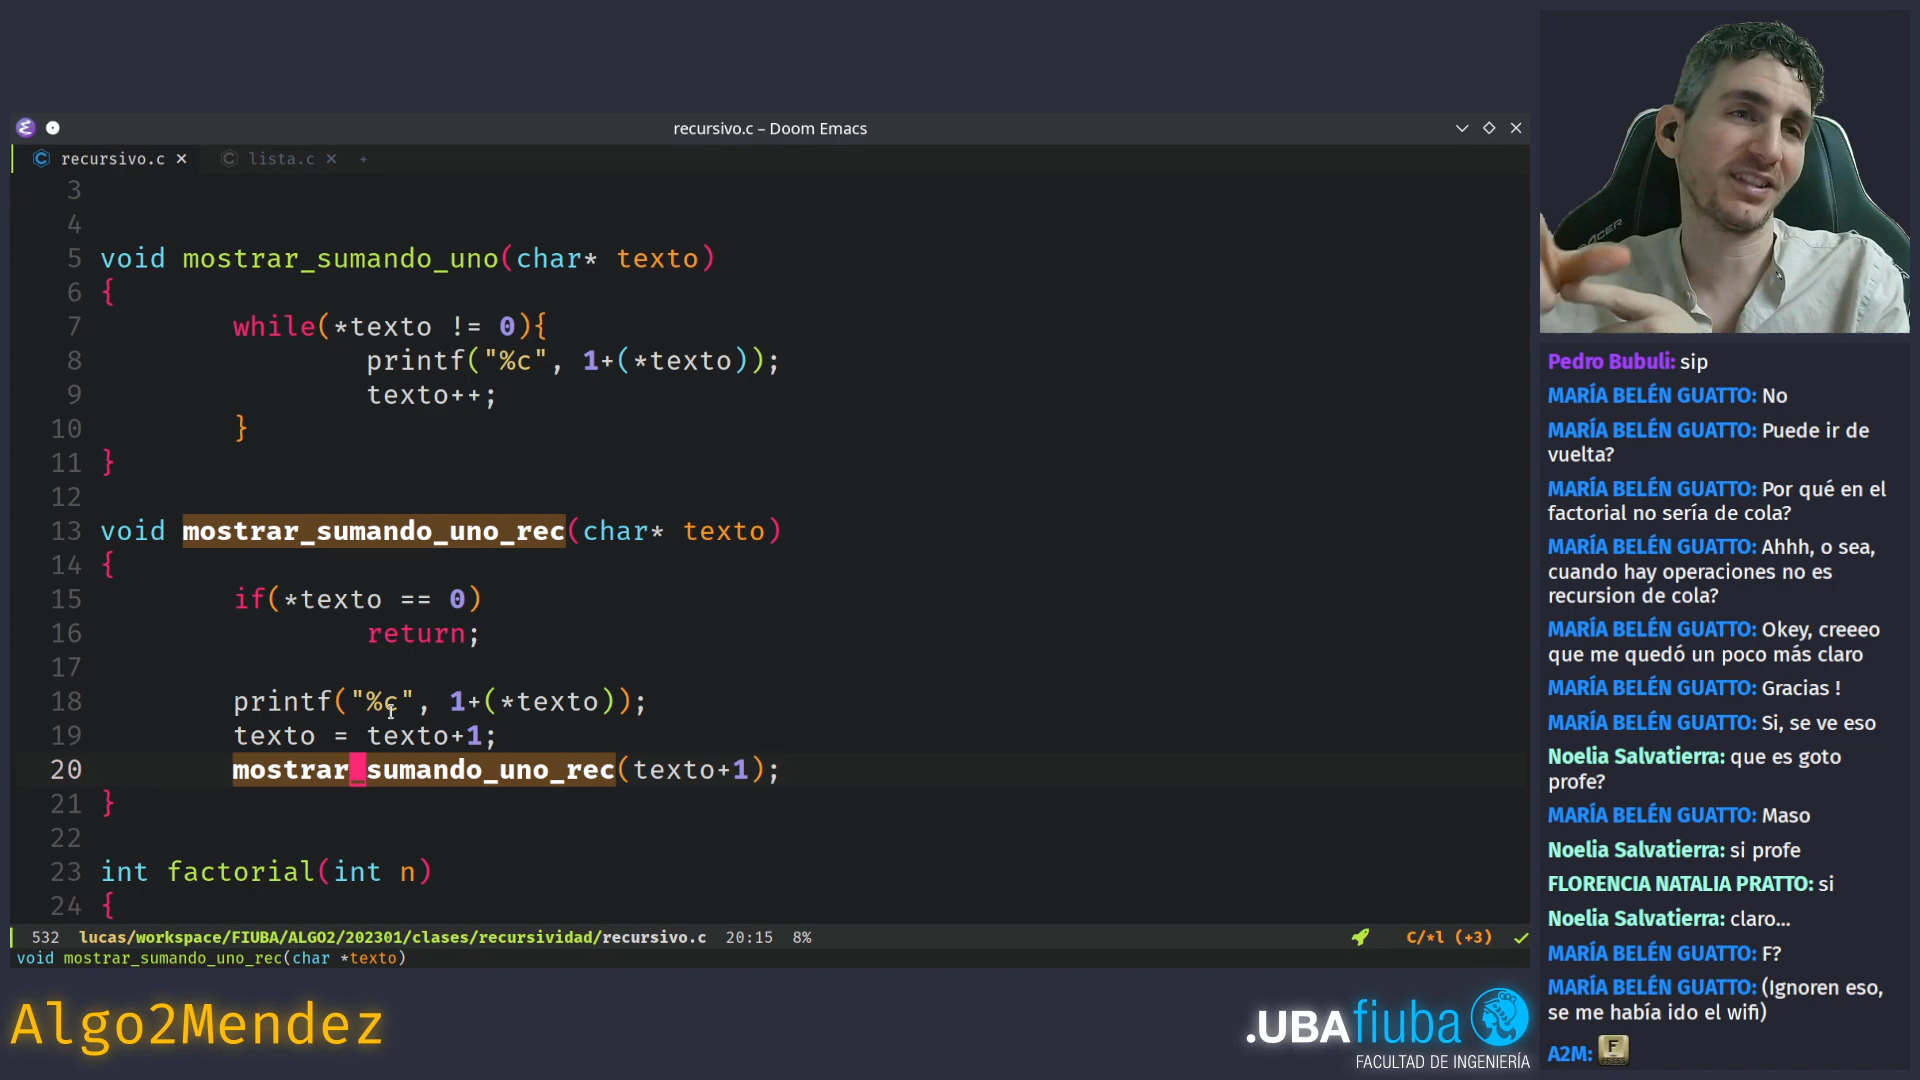 recursivo.c – Doom Emacs
recursivo.c × lista.c × +
3
4
5 void mostrar_sumando_uno(char* texto)
6 {
7 while(*texto != 0){
8 printf("%c", 1+(*texto));
9 texto++;
10 }
11 }
12
13 void mostrar_sumando_uno_rec(char* texto)
14 {
15 if(*texto == 0)
16 return;
17
18 printf("%c", 1+(*texto));
19 texto = texto+1;
20 mostrar_sumando_uno_rec(texto+1);
21 }
22
23 int factorial(int n)
24 {
532 lucas/workspace/FIUBA/ALGO2/202301/clases/recursividad/recursivo.c 20:15 8% C/*l (+3)
void mostrar_sumando_uno_rec(char *texto)
Algo2Mendez
.UBAfiuba
FACULTAD DE INGENIERÍA
Pedro Bubuli: sip
MARÍA BELÉN GUATTO: No
MARÍA BELÉN GUATTO: Puede ir de
vuelta?
MARÍA BELÉN GUATTO: Por qué en el
factorial no sería de cola?
MARÍA BELÉN GUATTO: Ahhh, o sea,
cuando hay operaciones no es
recursion de cola?
MARÍA BELÉN GUATTO: Okey, creeeo
que me quedó un poco más claro
MARÍA BELÉN GUATTO: Gracias !
MARÍA BELÉN GUATTO: Si, se ve eso
Noelia Salvatierra: que es goto
profe?
MARÍA BELÉN GUATTO: Maso
Noelia Salvatierra: si profe
FLORENCIA NATALIA PRATTO: si
Noelia Salvatierra: claro...
MARÍA BELÉN GUATTO: F?
MARÍA BELÉN GUATTO: (Ignoren eso,
se me había ido el wifi)
A2M: F